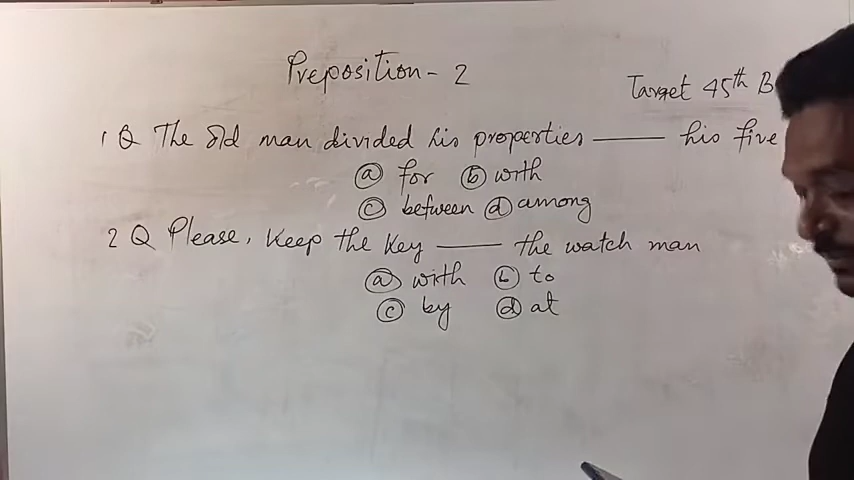 Preposition - 2
Target 45th B
1 Q The old man divided his properties ——— his five
(a) for (b) with
(c) between (d) among
2 Q Please, Keep the Key ——— the watch man
(a) with (b) to
(c) by (d) at